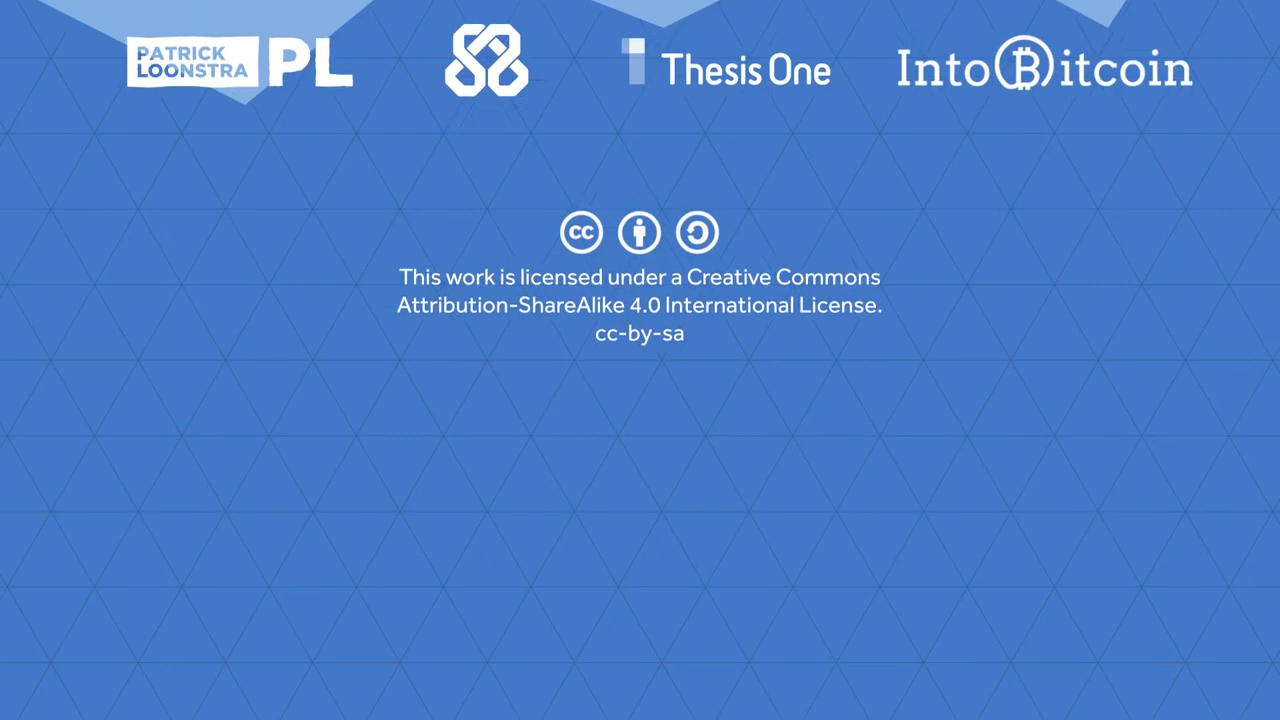 PATRICK
LOONSTRA PL
Thesis One
IntoBitcoin
cc
This work is licensed under a Creative Commons
Attribution-ShareAlike 4.0 International License.
cc-by-sa